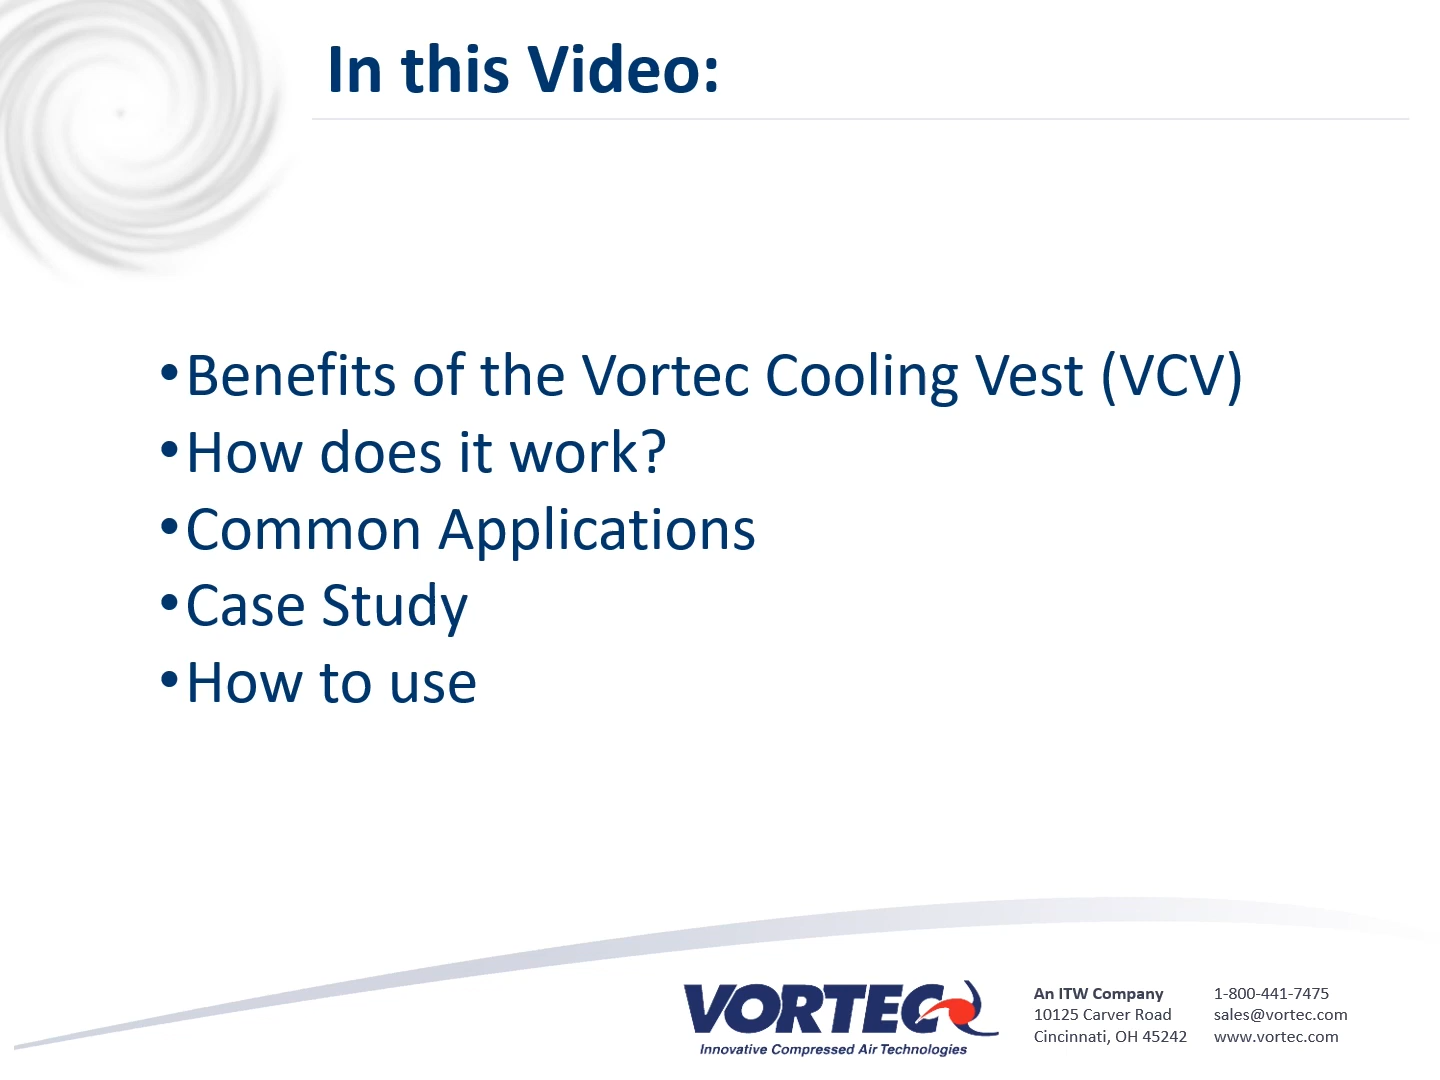 In this Video:
•Benefits of the Vortec Cooling Vest (VCV)
•How does it work?
•Common Applications
•Case Study
•How to use
VORTEC
Innovative Compressed Air Technologies
An ITW Company
10125 Carver Road
Cincinnati, OH 45242
1-800-441-7475
sales@vortec.com
www.vortec.com